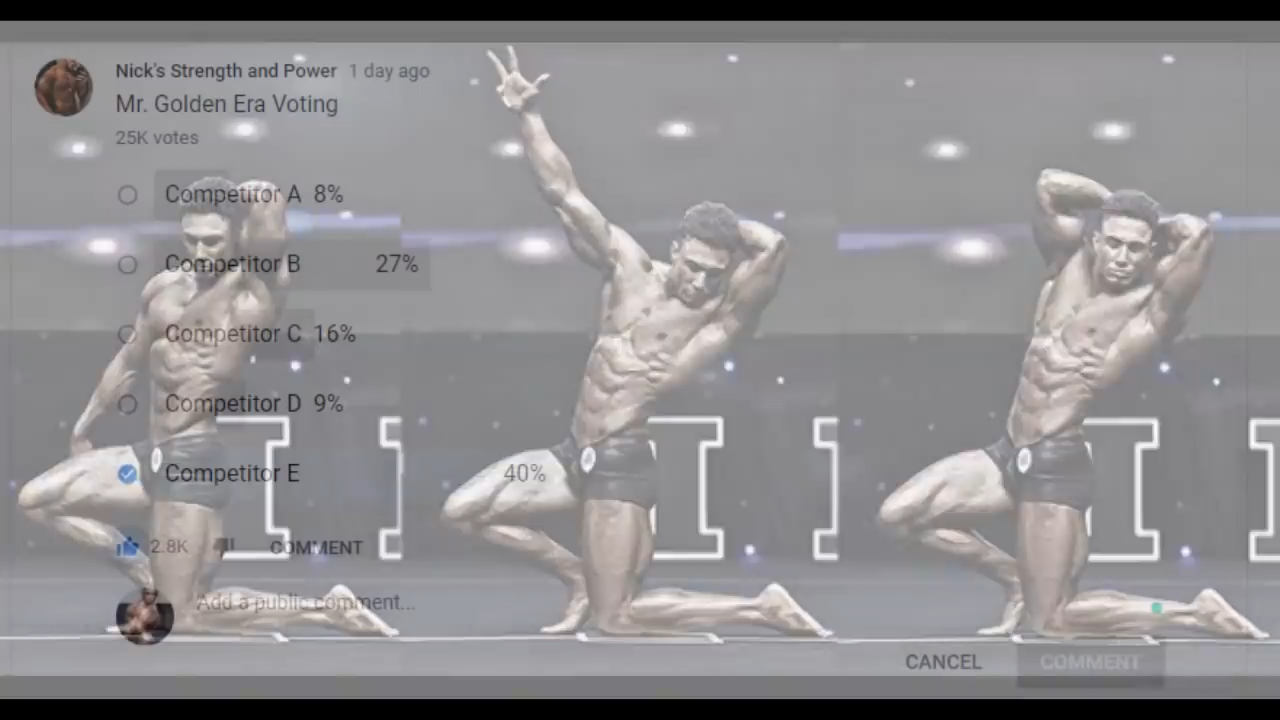 Nick's Strength and Power 1 day ago
Mr. Golden Era Voting
25K votes
Competitor A 8%
Competitor B 27%
Competitor C 16%
Competitor D 9%
Competitor E 40%
2.8K COMMENT
Add a public comment...
CANCEL COMMENT